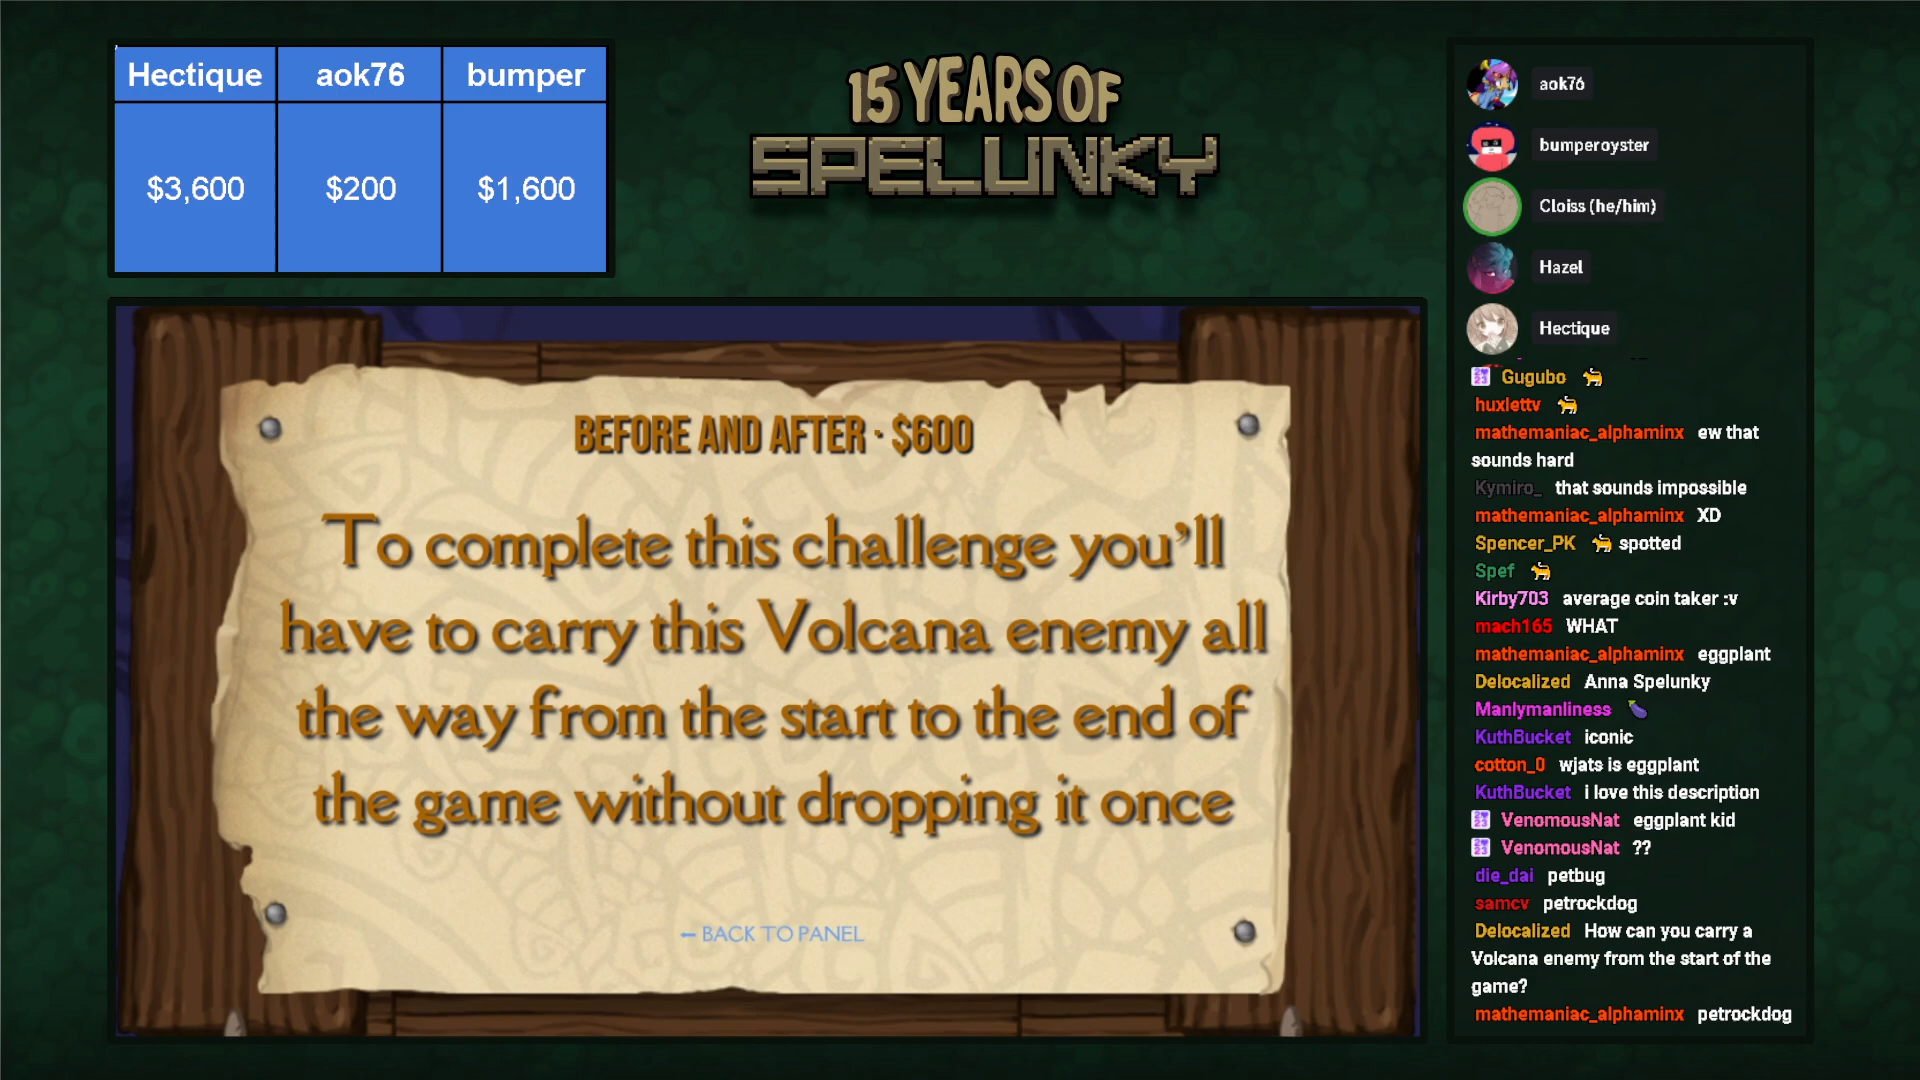 Hectique aok76 bumper
$3,600 $200 $1,600
15 YEARS OF
SPELUNKY
BEFORE AND AFTER · $600
To complete this challenge you'll
have to carry this Volcana enemy all
the way from the start to the end of
the game without dropping it once
← BACK TO PANEL
aok76
bumperoyster
Cloiss (he/him)
Hazel
Hectique
Gugubo
huxlettv
mathemaniac_alphaminx ew that
sounds hard
Kymiro_ that sounds impossible
mathemaniac_alphaminx XD
Spencer_PK spotted
Spef
Kirby703 average coin taker :v
mach165 WHAT
mathemaniac_alphaminx eggplant
Delocalized Anna Spelunky
Manlymanliness
KuthBucket iconic
cotton_0 wjats is eggplant
KuthBucket i love this description
VenomousNat eggplant kid
VenomousNat ??
die_dai petbug
samcv petrockdog
Delocalized How can you carry a
Volcana enemy from the start of the
game?
mathemaniac_alphaminx petrockdog